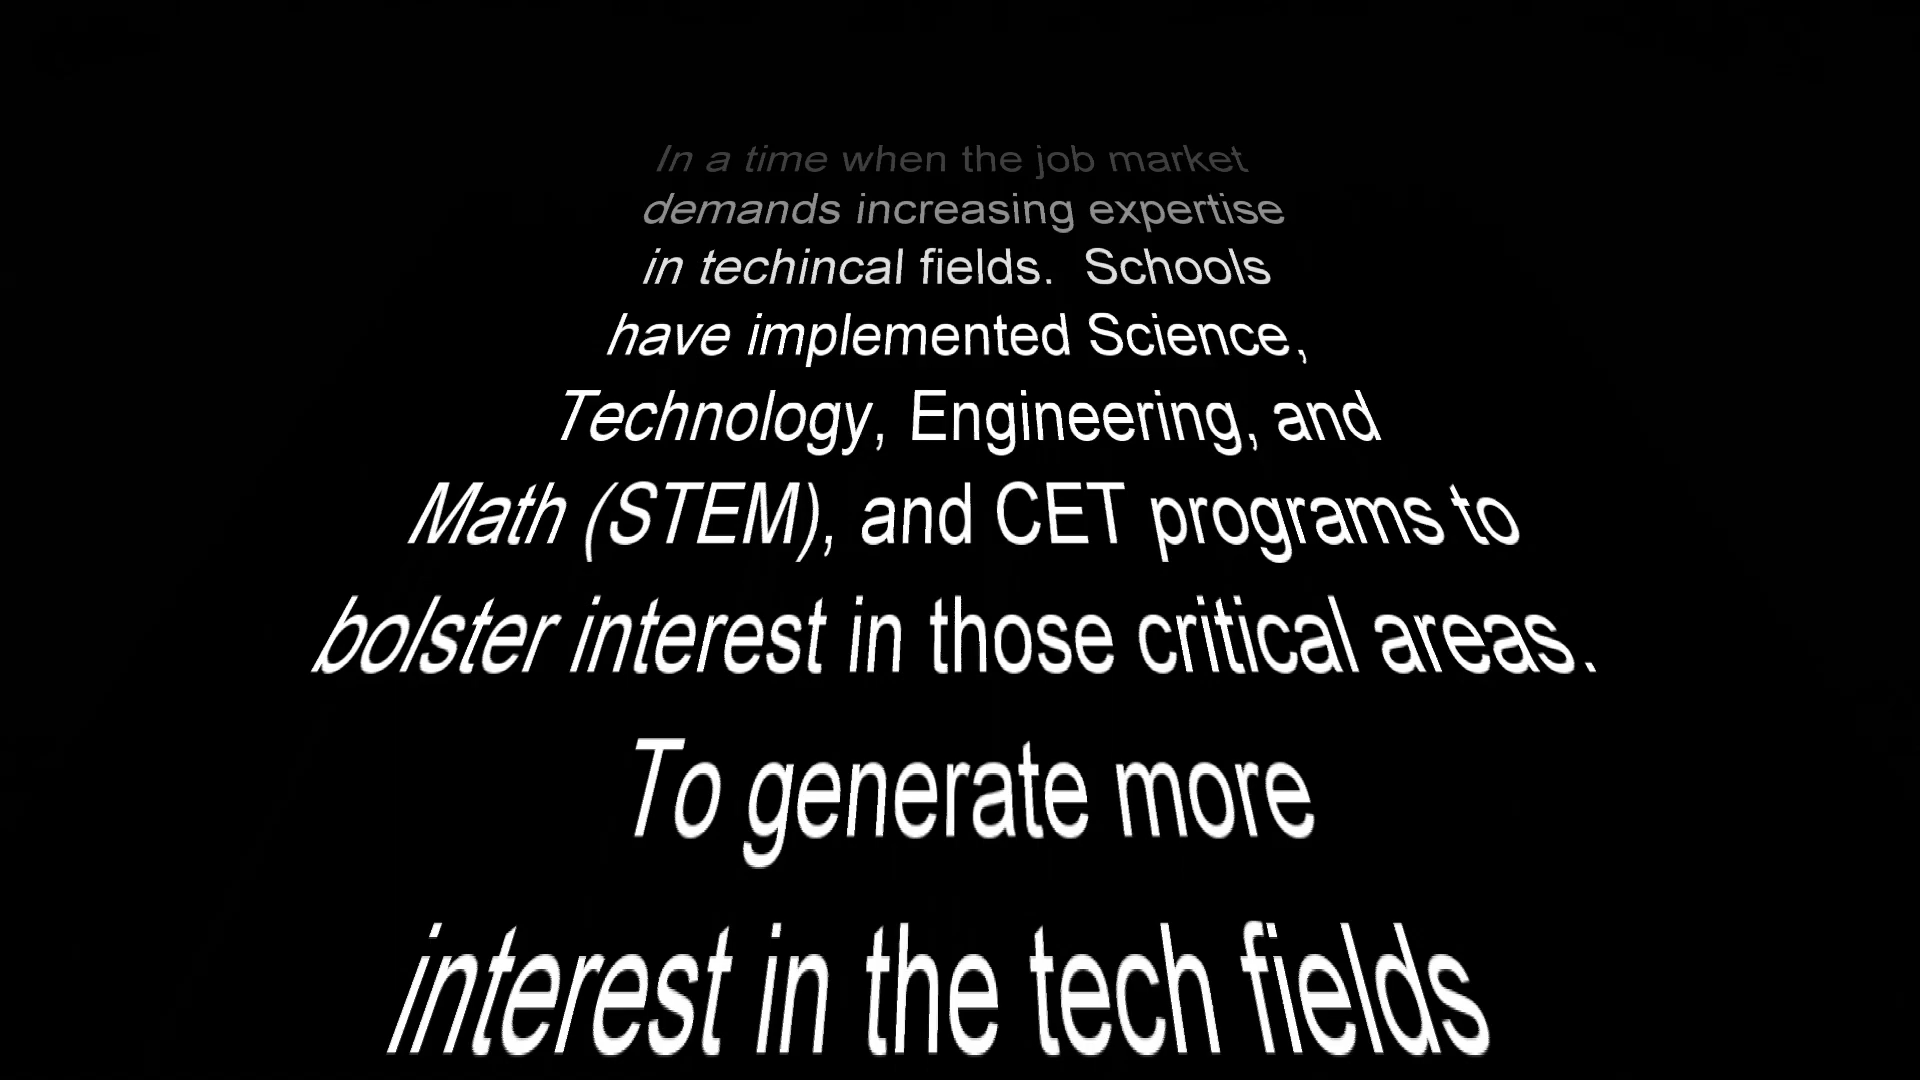 In a time when the job market
demands increasing expertise
in techincal fields.  Schools
have implemented Science,
Technology, Engineering, and
Math (STEM), and CET programs to
bolster interest in those critical areas.
To generate more
interest in the tech fields